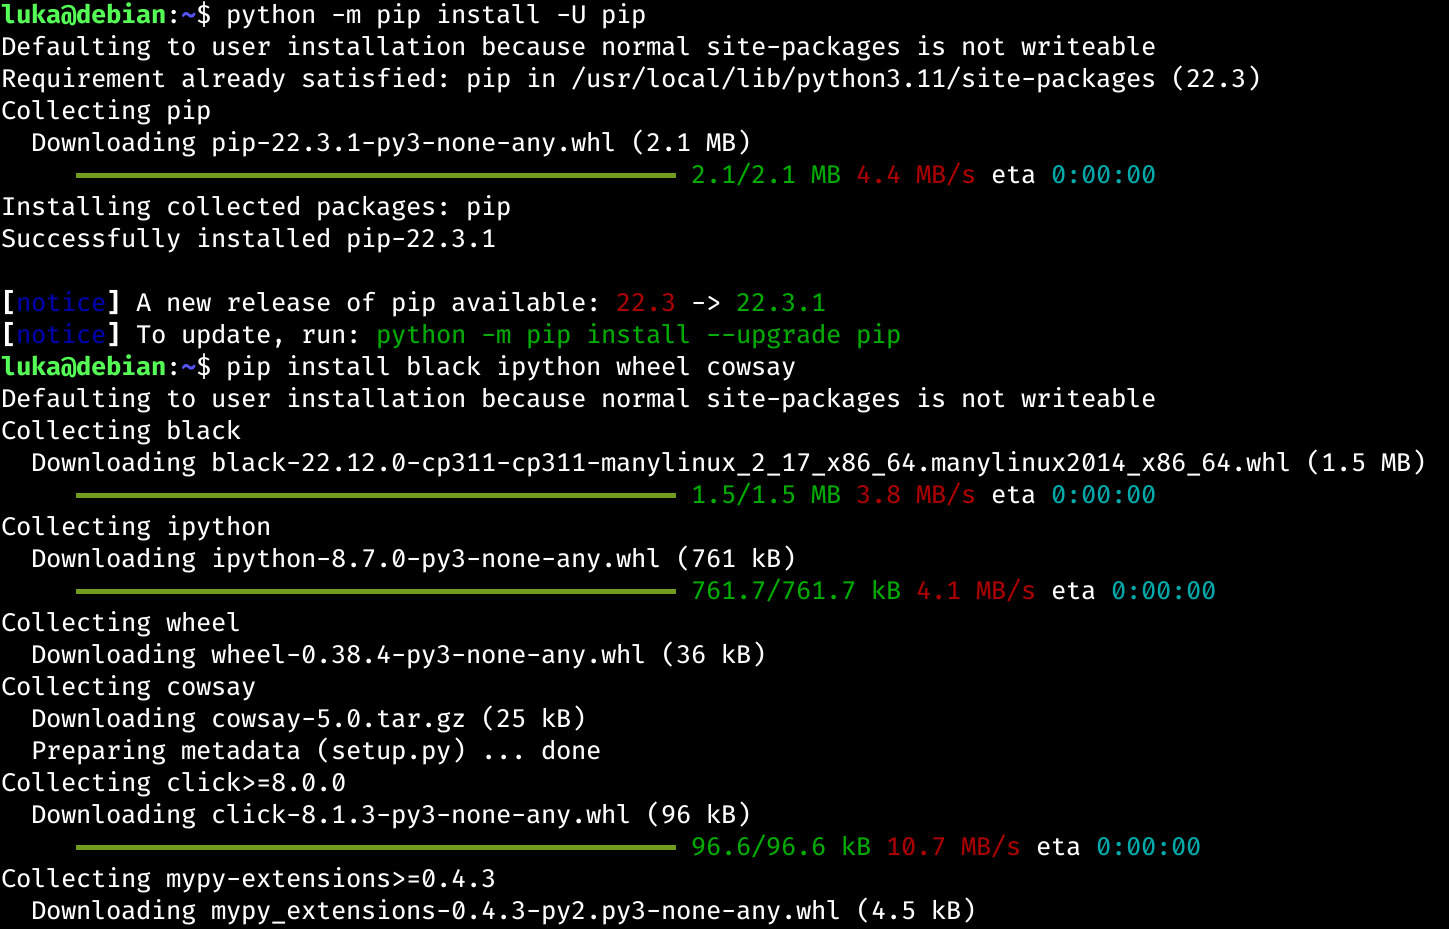 luka@debian:~$ python -m pip install -U pip
Defaulting to user installation because normal site-packages is not writeable
Requirement already satisfied: pip in /usr/local/lib/python3.11/site-packages (22.3)
Collecting pip
  Downloading pip-22.3.1-py3-none-any.whl (2.1 MB)
2.1/2.1 MB 4.4 MB/s eta 0:00:00
Installing collected packages: pip
Successfully installed pip-22.3.1
[notice] A new release of pip available: 22.3 -> 22.3.1
[notice] To update, run: python -m pip install --upgrade pip
luka@debian:~$ pip install black ipython wheel cowsay
Defaulting to user installation because normal site-packages is not writeable
Collecting black
  Downloading black-22.12.0-cp311-cp311-manylinux_2_17_x86_64.manylinux2014_x86_64.whl (1.5 MB)
1.5/1.5 MB 3.8 MB/s eta 0:00:00
Collecting ipython
  Downloading ipython-8.7.0-py3-none-any.whl (761 kB)
761.7/761.7 kB 4.1 MB/s eta 0:00:00
Collecting wheel
  Downloading wheel-0.38.4-py3-none-any.whl (36 kB)
Collecting cowsay
  Downloading cowsay-5.0.tar.gz (25 kB)
  Preparing metadata (setup.py) ... done
Collecting click>=8.0.0
  Downloading click-8.1.3-py3-none-any.whl (96 kB)
96.6/96.6 kB 10.7 MB/s eta 0:00:00
Collecting mypy-extensions>=0.4.3
  Downloading mypy_extensions-0.4.3-py2.py3-none-any.whl (4.5 kB)